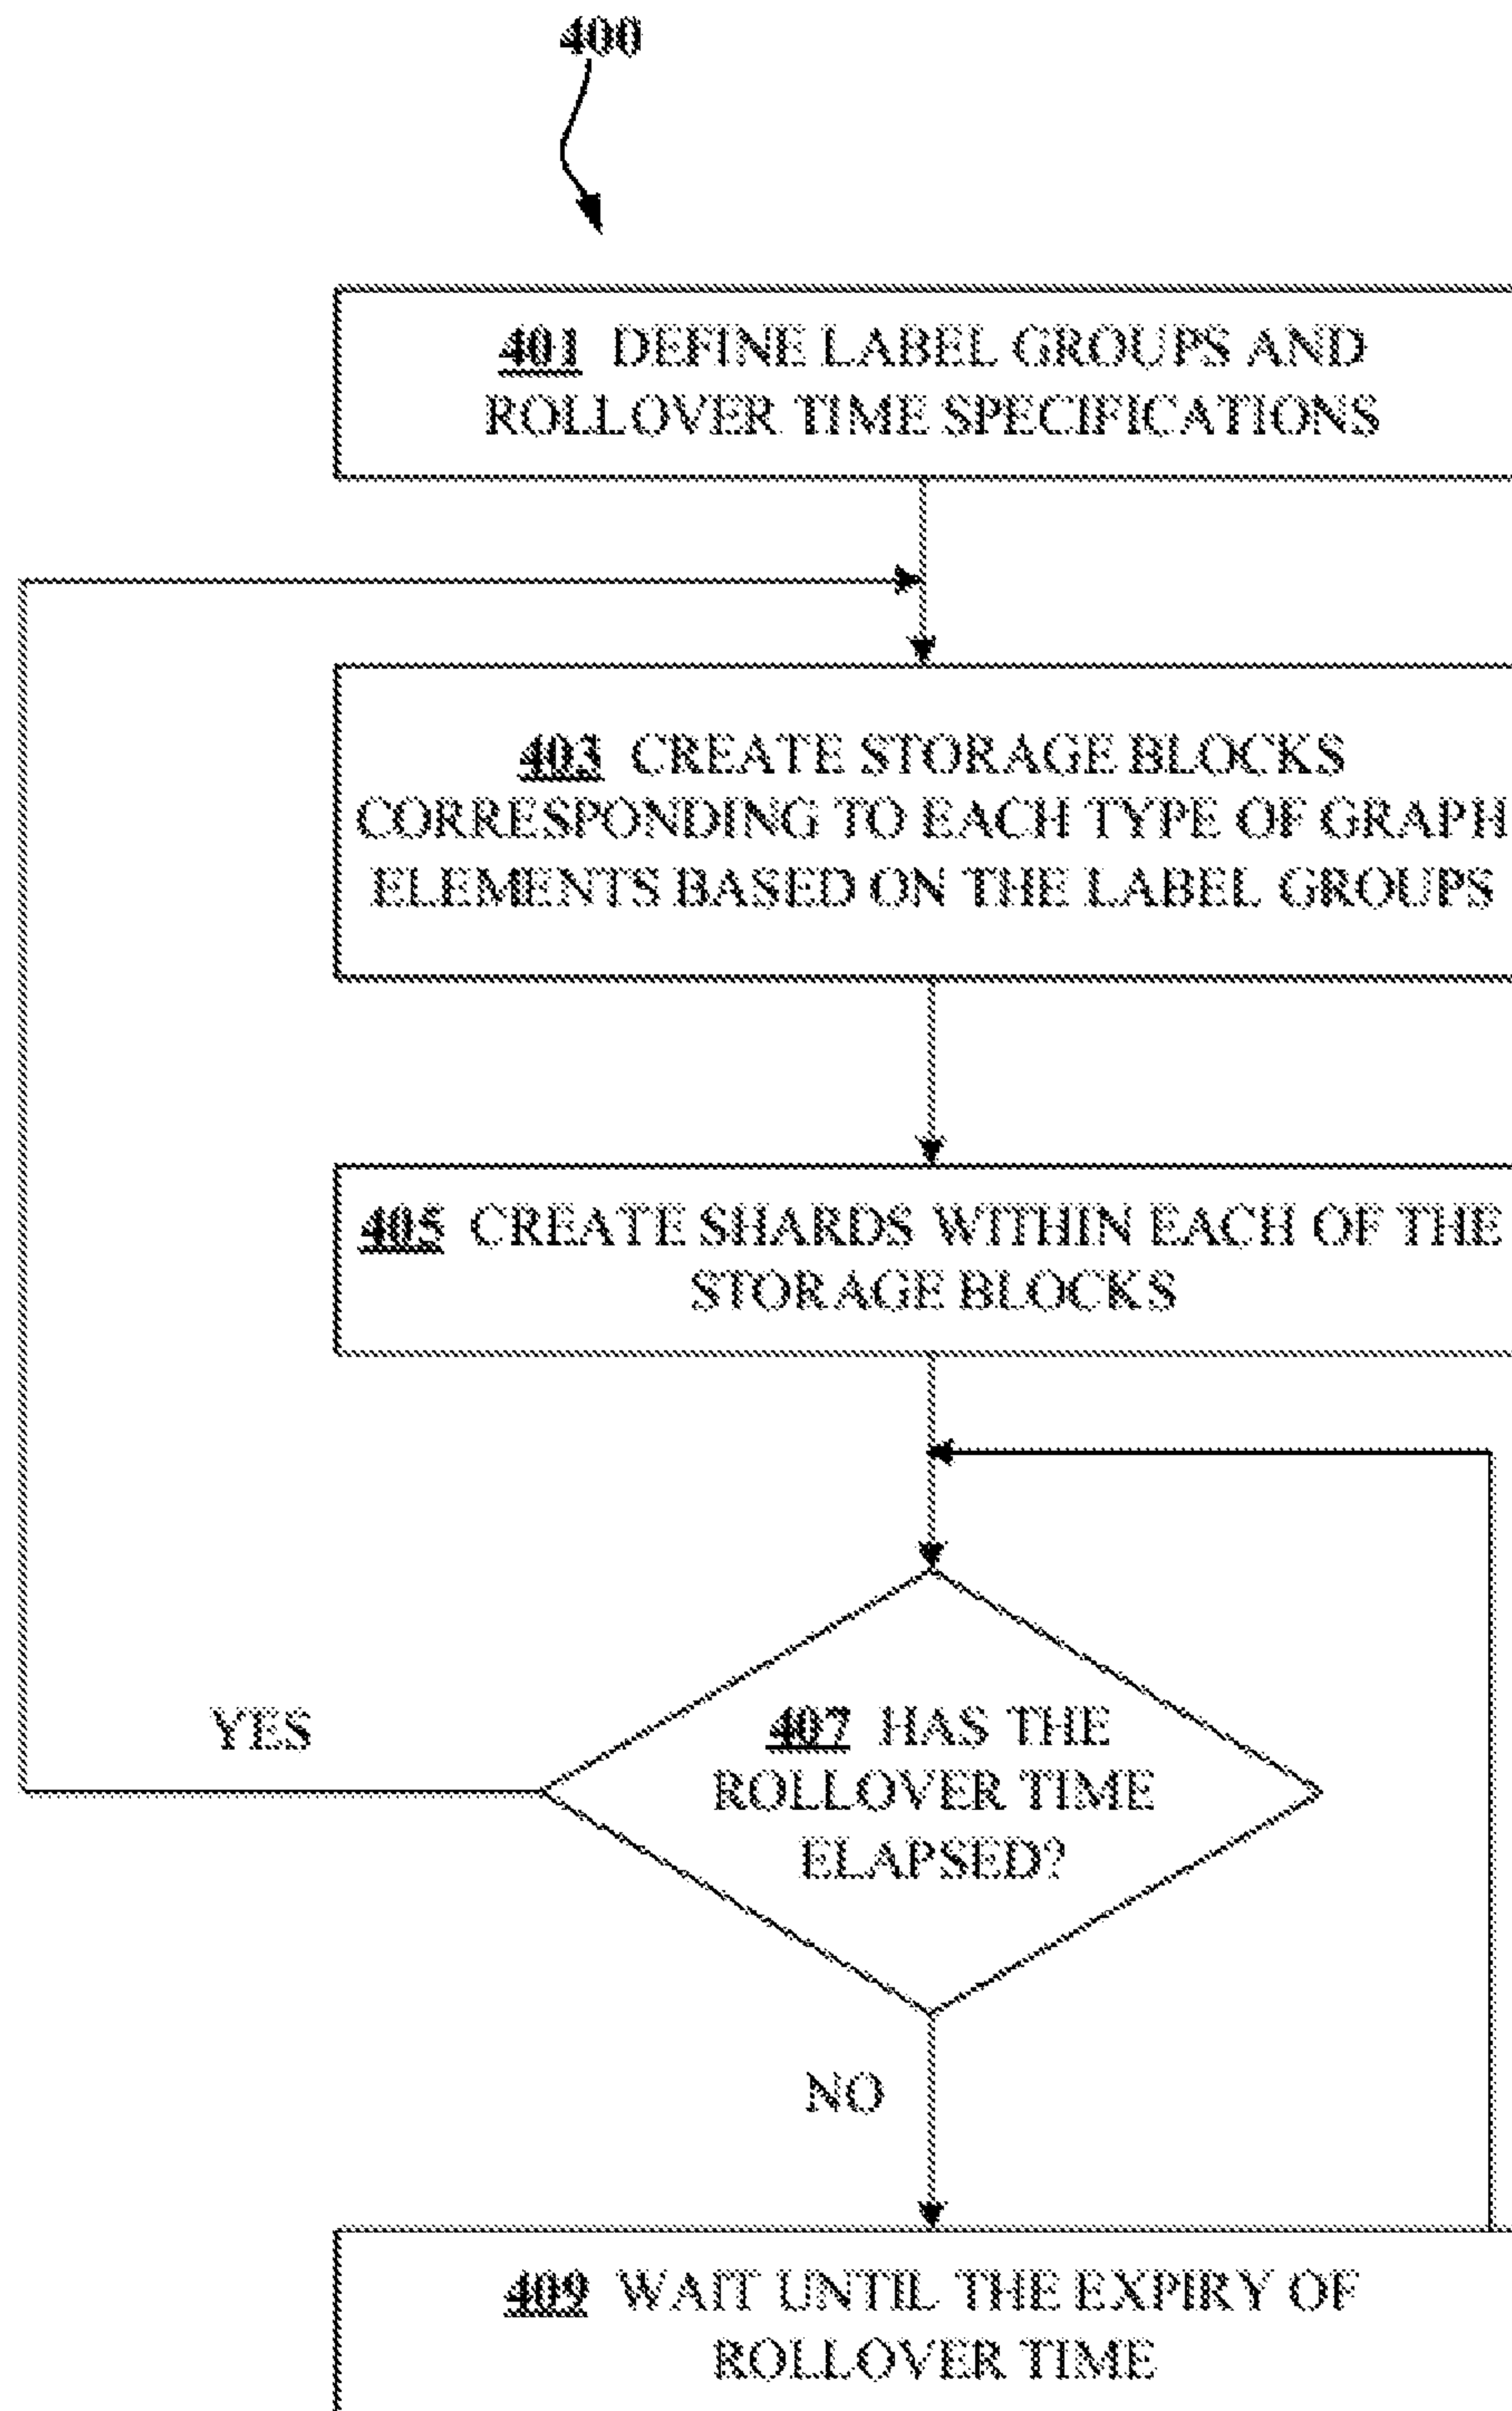 400
401 DEFINE LABEL GROUPS AND
ROLLOVER TIME SPECIFICATIONS
403 CREATE STORAGE BLOCKS
CORRESPONDING TO EACH TYPE OF GRAPH
ELEMENTS BASED ON THE LABEL GROUPS
405 CREATE SHARDS WITHIN EACH OF THE
STORAGE BLOCKS
YES
407 HAS THE
ROLLOVER TIME
ELAPSED?
NO
409 WAIT UNTIL THE EXPIRY OF
ROLLOVER TIME